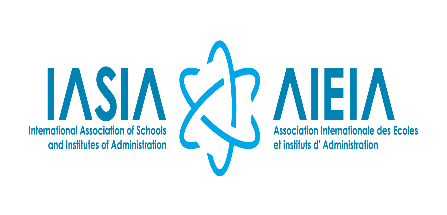 IASIA
International Association of Schools
and Institutes of Administration
AIEIA
Association Internationale des Ecoles
et instituts d' Administration